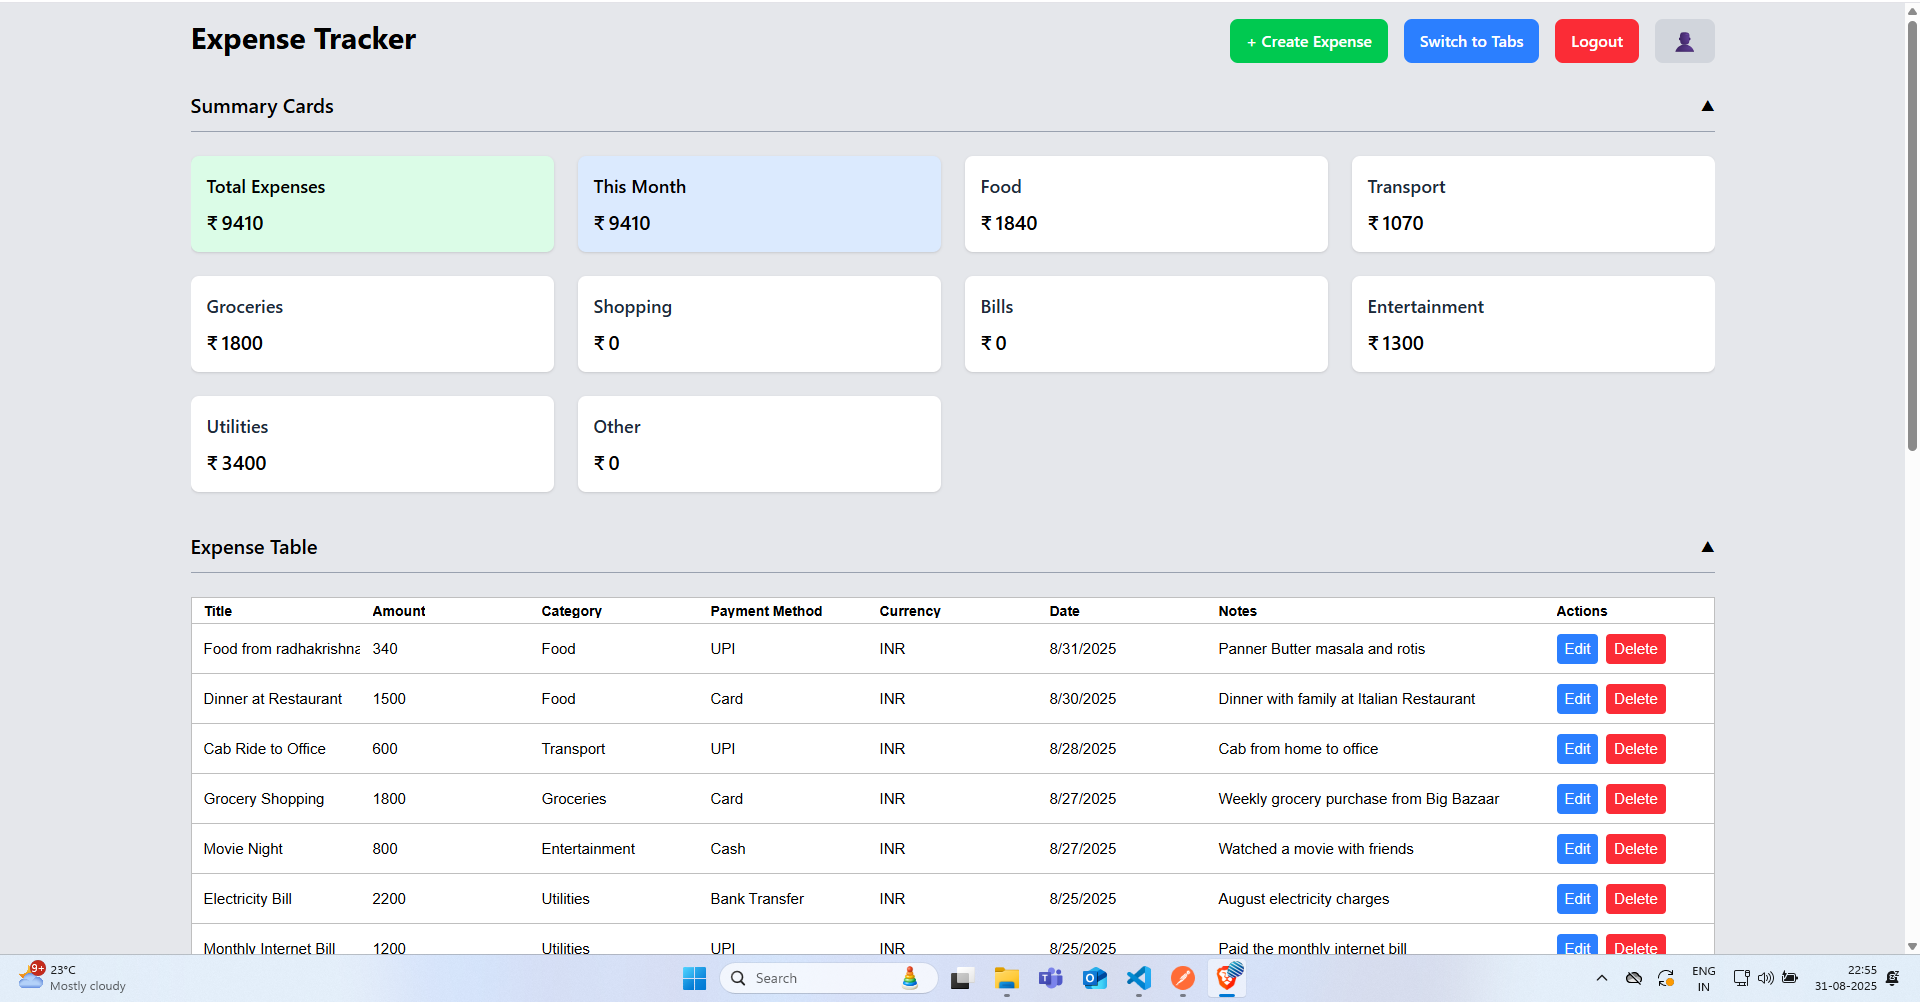 Expense Tracker
+ Create Expense
Switch to Tabs
Logout
Summary Cards
Total Expenses
₹ 9410
This Month
₹ 9410
Food
₹ 1840
Transport
₹ 1070
Groceries
₹ 1800
Shopping
₹ 0
Bills
₹ 0
Entertainment
₹ 1300
Utilities
₹ 3400
Other
₹ 0
Expense Table
Title Amount Category Payment Method Currency Date Notes Actions
Food from radhakrishna 340 Food UPI INR 8/31/2025 Panner Butter masala and rotis Edit Delete
Dinner at Restaurant 1500 Food Card INR 8/30/2025 Dinner with family at Italian Restaurant Edit Delete
Cab Ride to Office 600 Transport UPI INR 8/28/2025 Cab from home to office Edit Delete
Grocery Shopping 1800 Groceries Card INR 8/27/2025 Weekly grocery purchase from Big Bazaar Edit Delete
Movie Night 800 Entertainment Cash INR 8/27/2025 Watched a movie with friends Edit Delete
Electricity Bill 2200 Utilities Bank Transfer INR 8/25/2025 August electricity charges Edit Delete
Monthly Internet Bill 1200 Utilities UPI INR 8/25/2025 Paid the monthly internet bill Edit Delete
9+
23°C
Mostly cloudy
Search
ENG
IN
22:55
31-08-2025